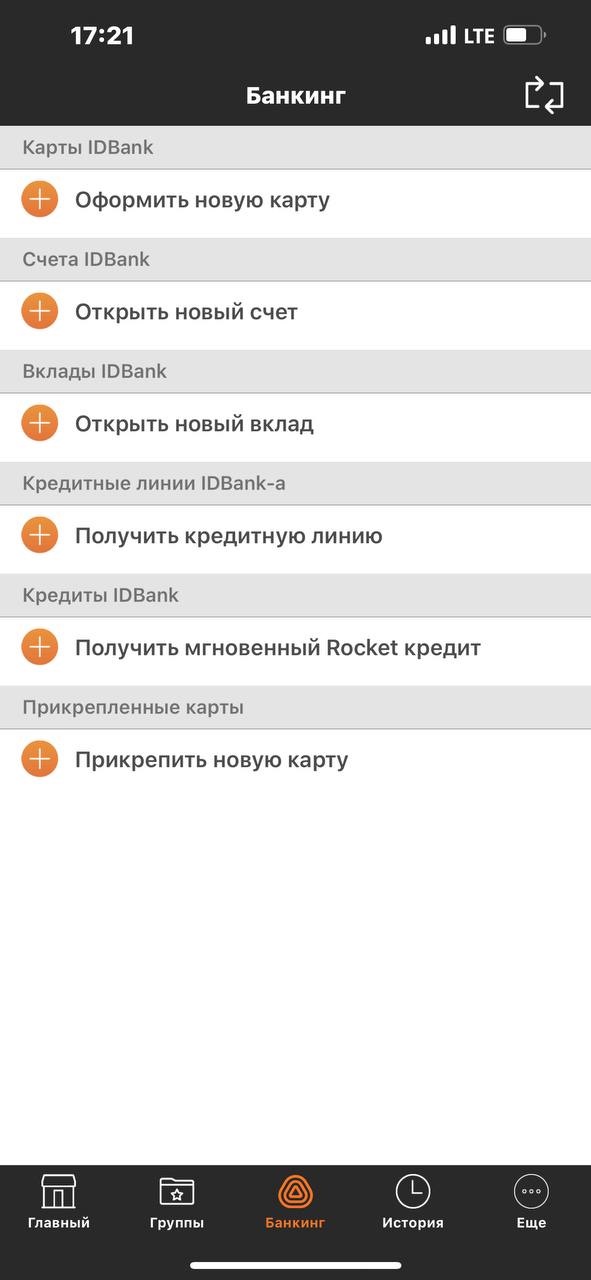 17:21
LTE
Банкинг
Карты IDBank
Оформить новую карту
Счета IDBank
Открыть новый счет
Вклады IDBank
Открыть новый вклад
Кредитные линии IDBank-а
Получить кредитную линию
Кредиты IDBank
Получить мгновенный Rocket кредит
Прикрепленные карты
Прикрепить новую карту
Главный
Группы
Банкинг
История
Еще